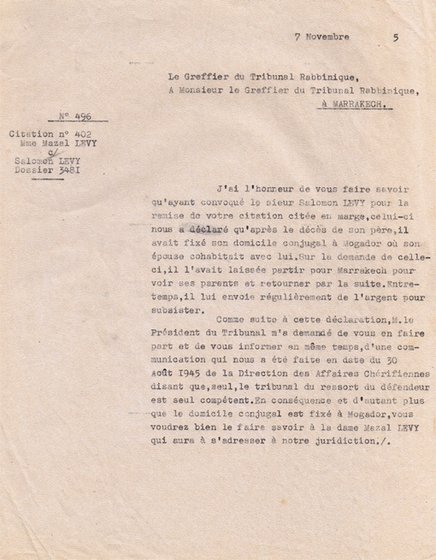 7 Novembre 5
Le Greffier du Tribunal Rabbinique,
A Monsieur le Greffier du Tribunal Rabbinique,
à MARRAKECH.
N° 496
Citation n° 402
Mme Mazal LEVY
c/
Salomon LEVY
Dossier 3481
J'ai l'honneur de vous faire savoir
qu'ayant convoqué le sieur Salomon LEVY pour la
remise de votre citation citée en marge,celui-ci
nous a déclaré qu'après le décès de son père,il
avait fixé son domicile conjugal à Mogador où son
épouse cohabitait avec lui.Sur la demande de celle-
ci,il l'avait laissée partir pour Marrakech pour
voir ses parents et retourner par la suite.Entre-
temps,il lui envoie régulièrement de l'argent pour
subsister.
Comme suite à cette déclaration,M.le
Président du Tribunal m'a demandé de vous en faire
part et de vous informer en même temps,d'une com-
munication qui nous a été faite en date du 30
Août 1945 de la Direction des Affaires Chérifiennes
disant que,seul,le tribunal du ressort du défendeur
est seul compétent.En conséquence et d'autant plus
que le domicile conjugal est fixé à Mogador,vous
voudrez bien le faire savoir à la dame Mazal LEVY
qui aura à s'adresser à notre juridiction./.